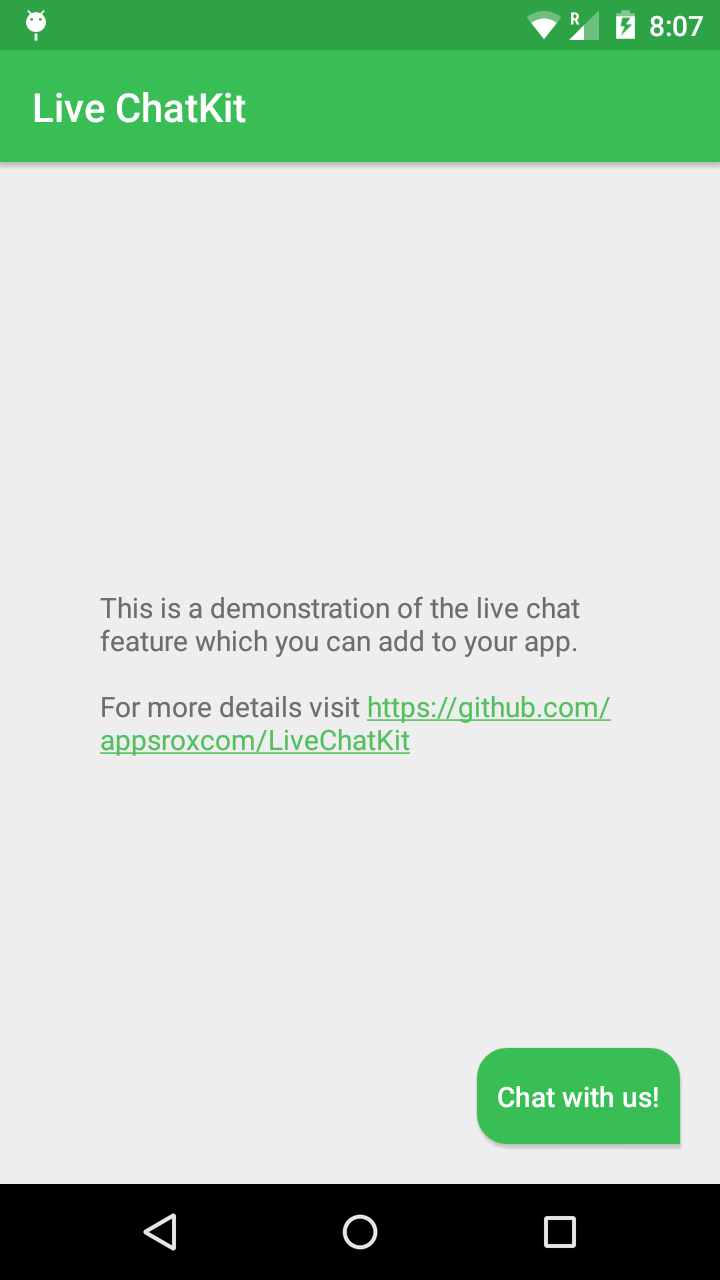 R
8:07
Live ChatKit
This is a demonstration of the live chat
feature which you can add to your app.
For more details visit https://github.com/
appsroxcom/LiveChatKit
Chat with us!